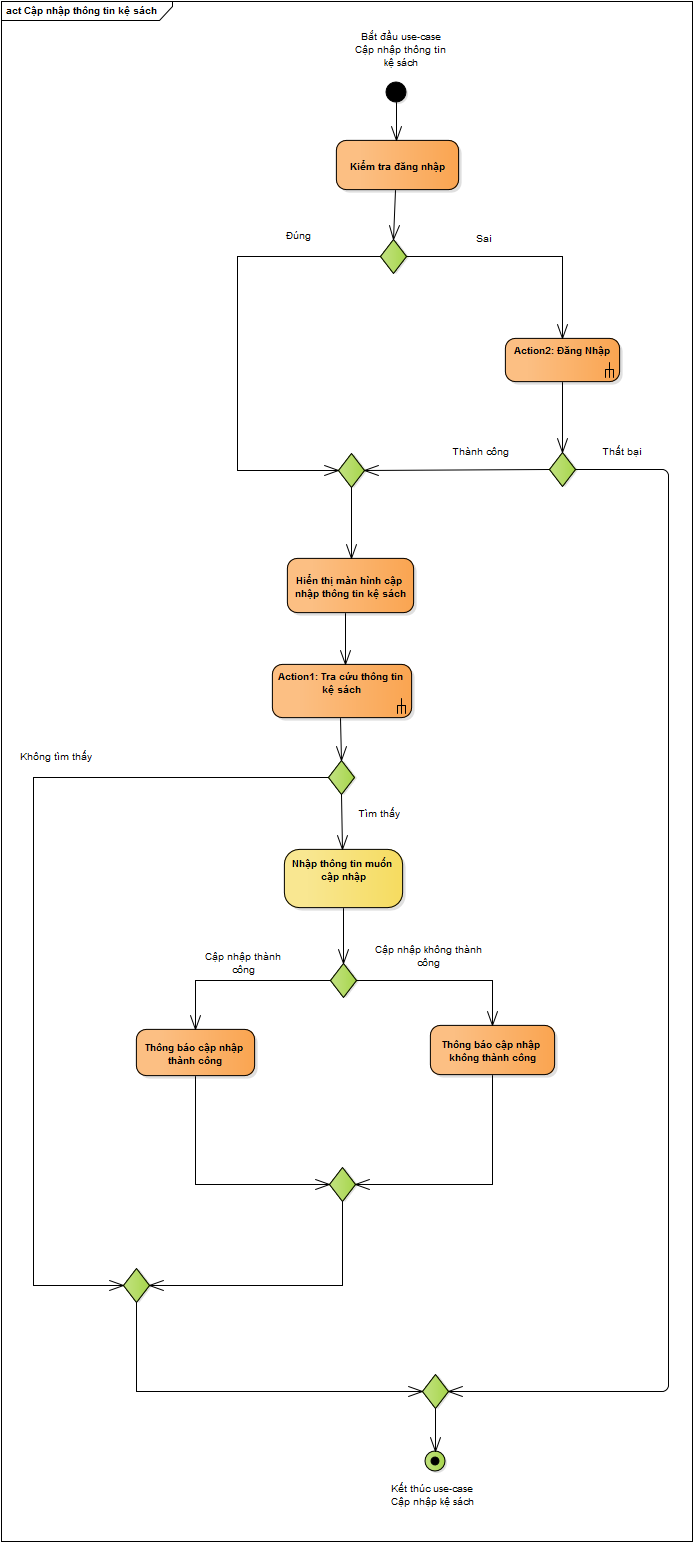 act Cập nhập thông tin kệ sách
Bắt đầu use-case
Cập nhập thông tin
kệ sách
Kiểm tra đăng nhập
Đúng
Sai
Action2: Đăng Nhập
Thành công
Thất bại
Hiển thị màn hình cập
nhập thông tin kệ sách
Action1: Tra cứu thông tin
kệ sách
Không tìm thấy
Tìm thấy
Nhập thông tin muốn
cập nhập
Cập nhập thành
công
Cập nhập không thành
công
Thông báo cập nhập
thành công
Thông báo cập nhập
không thành công
Kết thúc use-case
Cập nhập kệ sách